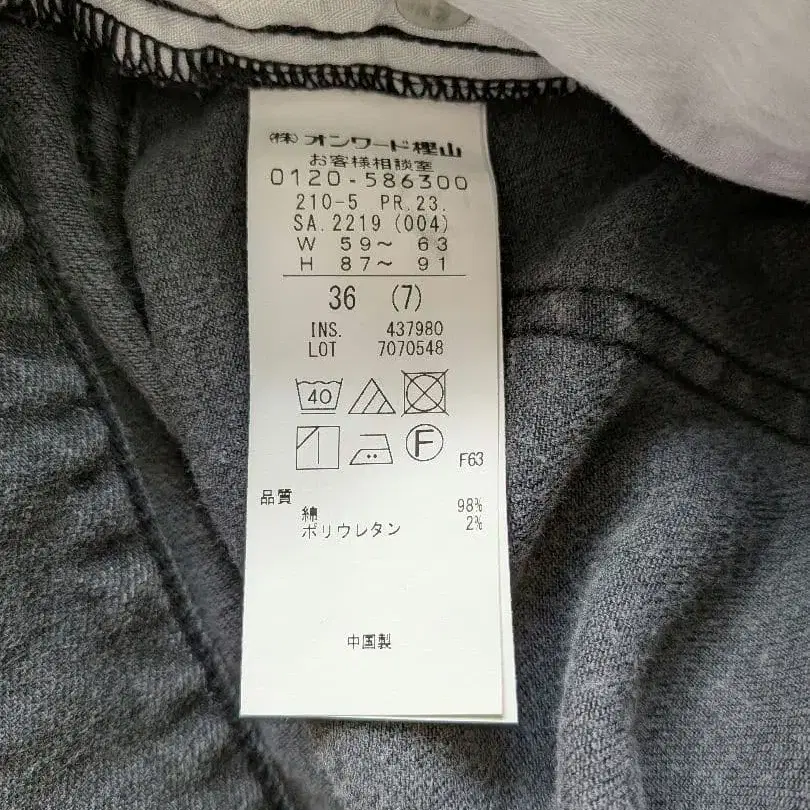 ㈱オンワード樫山
お客様相談室
0120-586300
210-5 PR.23.
SA.2219 (004)
W 59〜 63
H 87〜 91
36 (7)
INS. 437980
LOT 7070548
40
F
F63
品質
綿 98%
ポリウレタン 2%
中国製